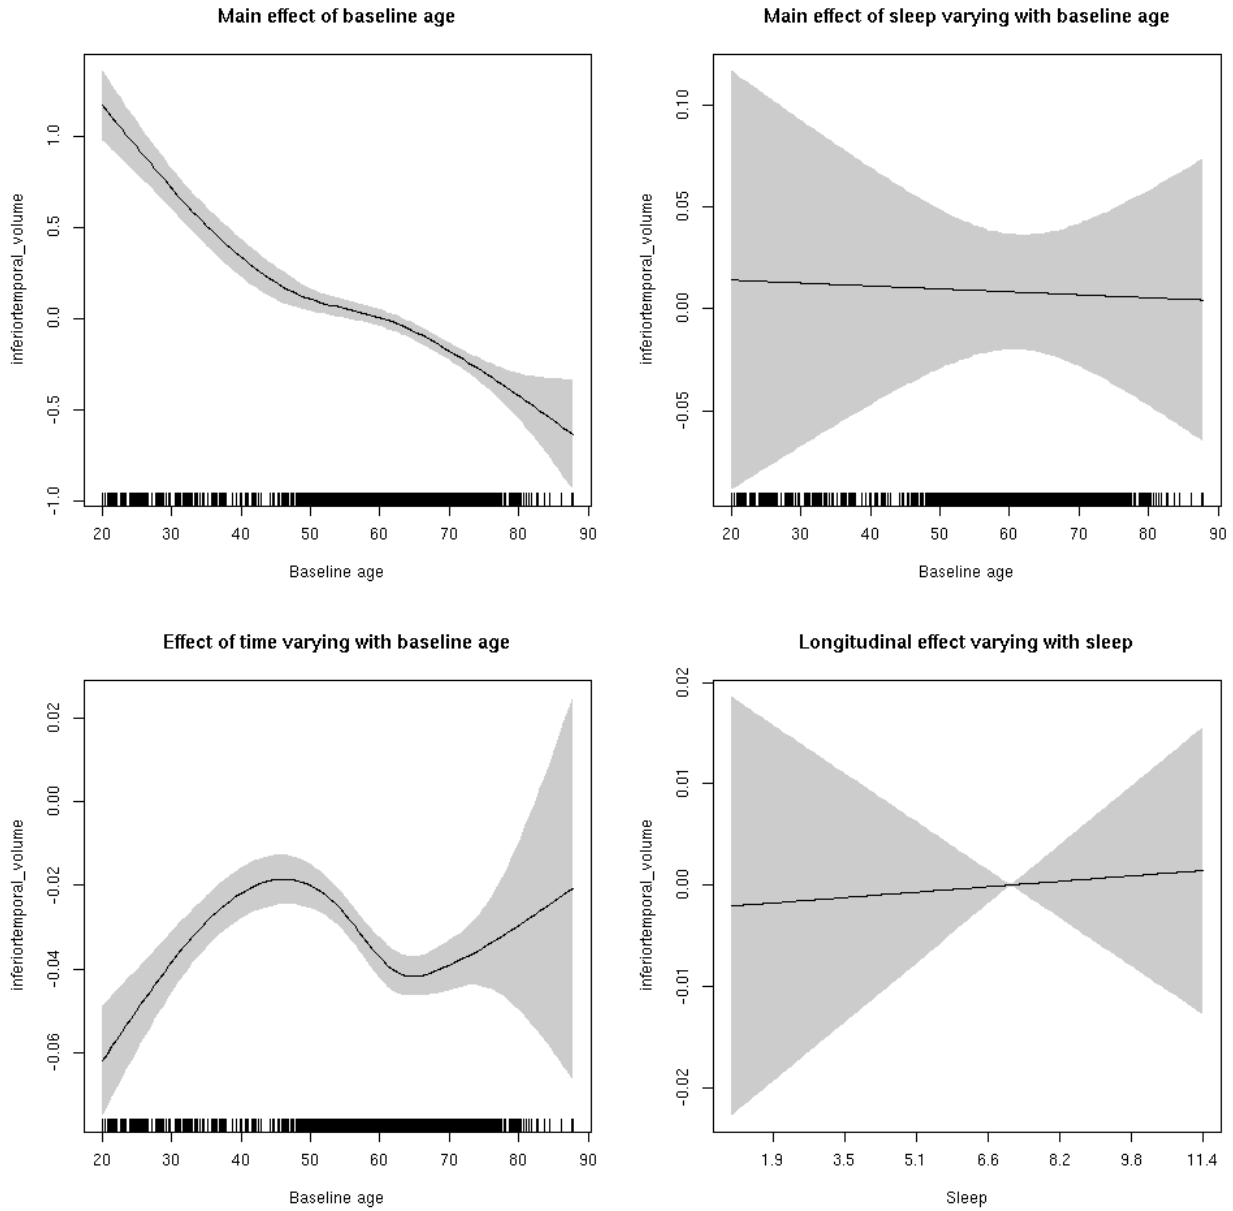 Main effect of baseline age
inferiortemporal_volume
1.0
0.5
0.0
-0.5
-1.0
20 30 40 50 60 70 80 90
Baseline age
Main effect of sleep varying with baseline age
inferiortemporal_volume
0.10
0.05
0.00
-0.05
20 30 40 50 60 70 80 90
Baseline age
Effect of time varying with baseline age
inferiortemporal_volume
0.02
0.00
-0.02
-0.04
-0.06
20 30 40 50 60 70 80 90
Baseline age
Longitudinal effect varying with sleep
inferiortemporal_volume
0.02
0.01
0.00
-0.01
-0.02
1.9 3.5 5.1 6.6 8.2 9.8 11.4
Sleep